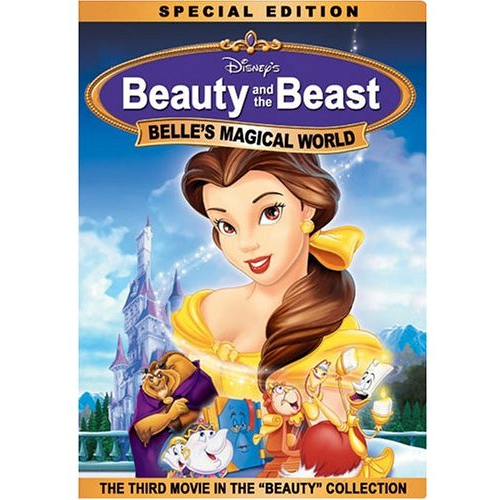 SPECIAL EDITION
Disney's
Beauty and the Beast
BELLE'S MAGICAL WORLD
THE THIRD MOVIE IN THE "BEAUTY" COLLECTION